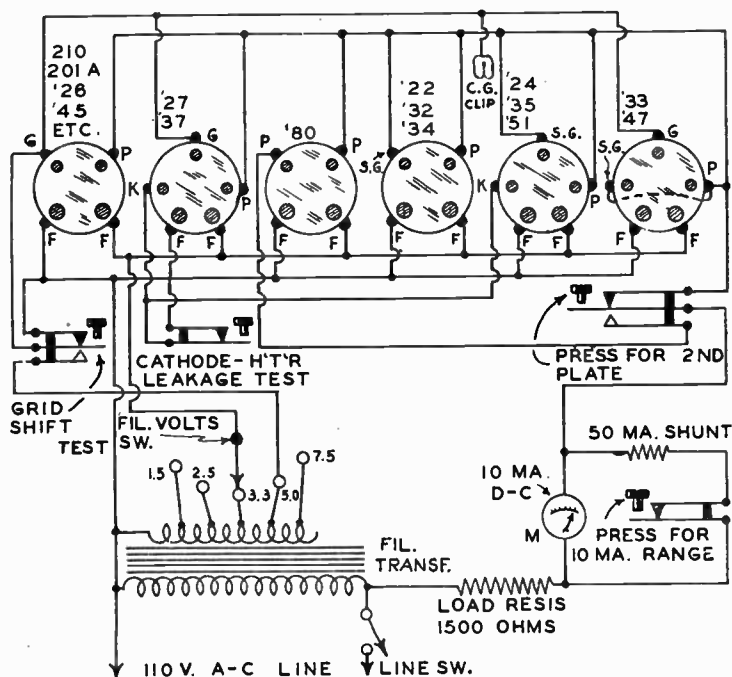 210
201A
'26
'45
ETC.
G
P
'27
'37
G
K
P
'80
P
P
'22
'32
'34
S.G.
P
C.G.
CLIP
'24
'35
'51
S.G.
K
P
'33
'47
G
S.G.
P
F F
F F
F F
F F
F F
F F
GRID
SHIFT
TEST
CATHODE-H'T'R
LEAKAGE TEST
PRESS FOR 2ND
PLATE
FIL. VOLTS
SW.
1.5
2.5
3.3
5.0
7.5
FIL.
TRANSF.
50 MA. SHUNT
10 MA.
D-C
M
PRESS FOR
10 MA. RANGE
LOAD RESIS
1500 OHMS
110 V. A-C LINE
LINE SW.